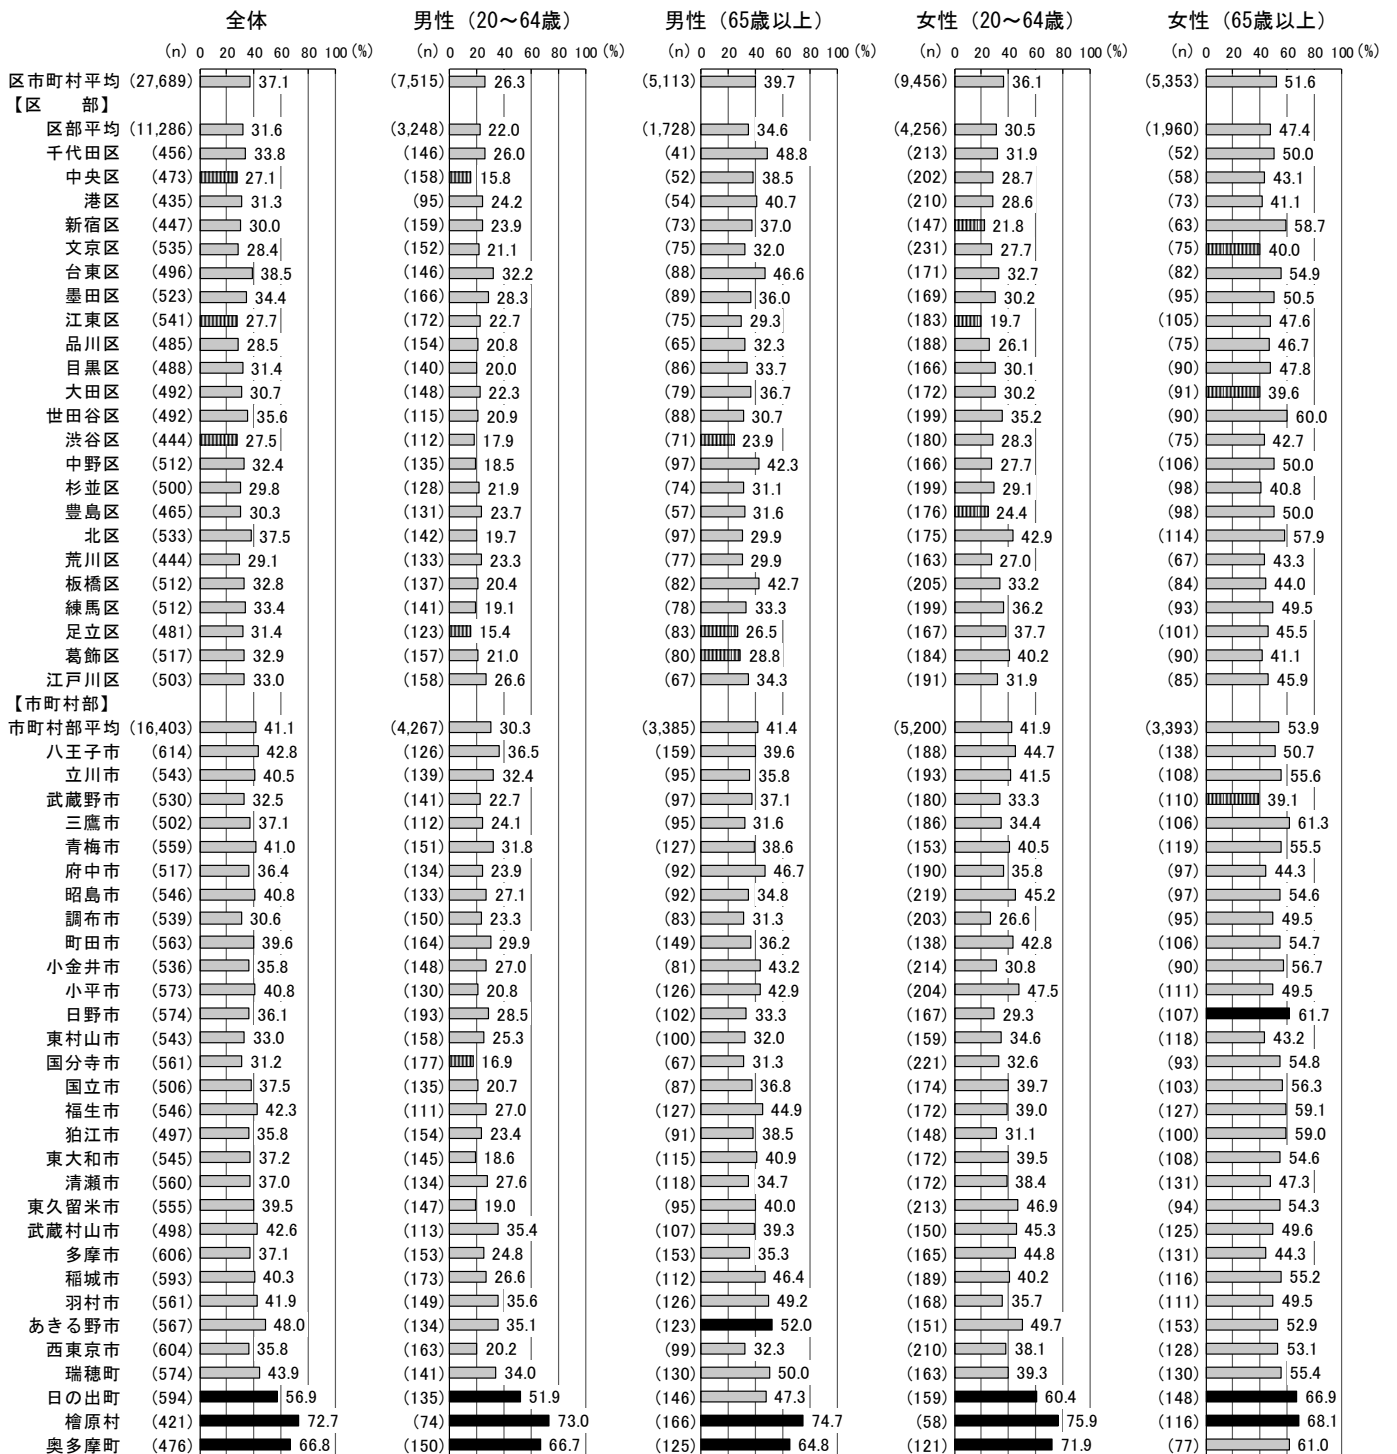 全体 男性（20～64歳） 男性（65歳以上） 女性（20～64歳） 女性（65歳以上）
(n) 0 20 40 60 80 100 (%) (n) 0 20 40 60 80 100 (%) (n) 0 20 40 60 80 100 (%) (n) 0 20 40 60 80 100 (%) (n) 0 20 40 60 80 100 (%)
区市町村平均 (27,689) 37.1 (7,515) 26.3 (5,113) 39.7 (9,456) 36.1 (5,353) 51.6
【区 部】
区部平均 (11,286) 31.6 (3,248) 22.0 (1,728) 34.6 (4,256) 30.5 (1,960) 47.4
千代田区 (456) 33.8 (146) 26.0 (41) 48.8 (213) 31.9 (52) 50.0
中央区 (473) 27.1 (158) 15.8 (52) 38.5 (202) 28.7 (58) 43.1
港区 (435) 31.3 (95) 24.2 (54) 40.7 (210) 28.6 (73) 41.1
新宿区 (447) 30.0 (159) 23.9 (73) 37.0 (147) 21.8 (63) 58.7
文京区 (535) 28.4 (152) 21.1 (75) 32.0 (231) 27.7 (75) 40.0
台東区 (496) 38.5 (146) 32.2 (88) 46.6 (171) 32.7 (82) 54.9
墨田区 (523) 34.4 (166) 28.3 (89) 36.0 (169) 30.2 (95) 50.5
江東区 (541) 27.7 (172) 22.7 (75) 29.3 (183) 19.7 (105) 47.6
品川区 (485) 28.5 (154) 20.8 (65) 32.3 (188) 26.1 (75) 46.7
目黒区 (488) 31.4 (140) 20.0 (86) 33.7 (166) 30.1 (90) 47.8
大田区 (492) 30.7 (148) 22.3 (79) 36.7 (172) 30.2 (91) 39.6
世田谷区 (492) 35.6 (115) 20.9 (88) 30.7 (199) 35.2 (90) 60.0
渋谷区 (444) 27.5 (112) 17.9 (71) 23.9 (180) 28.3 (75) 42.7
中野区 (512) 32.4 (135) 18.5 (97) 42.3 (166) 27.7 (106) 50.0
杉並区 (500) 29.8 (128) 21.9 (74) 31.1 (199) 29.1 (98) 40.8
豊島区 (465) 30.3 (131) 23.7 (57) 31.6 (176) 24.4 (98) 50.0
北区 (533) 37.5 (142) 19.7 (97) 29.9 (175) 42.9 (114) 57.9
荒川区 (444) 29.1 (133) 23.3 (77) 29.9 (163) 27.0 (67) 43.3
板橋区 (512) 32.8 (137) 20.4 (82) 42.7 (205) 33.2 (84) 44.0
練馬区 (512) 33.4 (141) 19.1 (78) 33.3 (199) 36.2 (93) 49.5
足立区 (481) 31.4 (123) 15.4 (83) 26.5 (167) 37.7 (101) 45.5
葛飾区 (517) 32.9 (157) 21.0 (80) 28.8 (184) 40.2 (90) 41.1
江戸川区 (503) 33.0 (158) 26.6 (67) 34.3 (191) 31.9 (85) 45.9
【市町村部】
市町村部平均 (16,403) 41.1 (4,267) 30.3 (3,385) 41.4 (5,200) 41.9 (3,393) 53.9
八王子市 (614) 42.8 (126) 36.5 (159) 39.6 (188) 44.7 (138) 50.7
立川市 (543) 40.5 (139) 32.4 (95) 35.8 (193) 41.5 (108) 55.6
武蔵野市 (530) 32.5 (141) 22.7 (97) 37.1 (180) 33.3 (110) 39.1
三鷹市 (502) 37.1 (112) 24.1 (95) 31.6 (186) 34.4 (106) 61.3
青梅市 (559) 41.0 (151) 31.8 (127) 38.6 (153) 40.5 (119) 55.5
府中市 (517) 36.4 (134) 23.9 (92) 46.7 (190) 35.8 (97) 44.3
昭島市 (546) 40.8 (133) 27.1 (92) 34.8 (219) 45.2 (97) 54.6
調布市 (539) 30.6 (150) 23.3 (83) 31.3 (203) 26.6 (95) 49.5
町田市 (563) 39.6 (164) 29.9 (149) 36.2 (138) 42.8 (106) 54.7
小金井市 (536) 35.8 (148) 27.0 (81) 43.2 (214) 30.8 (90) 56.7
小平市 (573) 40.8 (130) 20.8 (126) 42.9 (204) 47.5 (111) 49.5
日野市 (574) 36.1 (193) 28.5 (102) 33.3 (167) 29.3 (107) 61.7
東村山市 (543) 33.0 (158) 25.3 (100) 32.0 (159) 34.6 (118) 43.2
国分寺市 (561) 31.2 (177) 16.9 (67) 31.3 (221) 32.6 (93) 54.8
国立市 (506) 37.5 (135) 20.7 (87) 36.8 (174) 39.7 (103) 56.3
福生市 (546) 42.3 (111) 27.0 (127) 44.9 (172) 39.0 (127) 59.1
狛江市 (497) 35.8 (154) 23.4 (91) 38.5 (148) 31.1 (100) 59.0
東大和市 (545) 37.2 (145) 18.6 (115) 40.9 (172) 39.5 (108) 54.6
清瀬市 (560) 37.0 (134) 27.6 (118) 34.7 (172) 38.4 (131) 47.3
東久留米市 (555) 39.5 (147) 19.0 (95) 40.0 (213) 46.9 (94) 54.3
武蔵村山市 (498) 42.6 (113) 35.4 (107) 39.3 (150) 45.3 (125) 49.6
多摩市 (606) 37.1 (153) 24.8 (153) 35.3 (165) 44.8 (131) 44.3
稲城市 (593) 40.3 (173) 26.6 (112) 46.4 (189) 40.2 (116) 55.2
羽村市 (561) 41.9 (149) 35.6 (126) 49.2 (168) 35.7 (111) 49.5
あきる野市 (567) 48.0 (134) 35.1 (123) 52.0 (151) 49.7 (153) 52.9
西東京市 (604) 35.8 (163) 20.2 (99) 32.3 (210) 38.1 (128) 53.1
瑞穂町 (574) 43.9 (141) 34.0 (130) 50.0 (163) 39.3 (130) 55.4
日の出町 (594) 56.9 (135) 51.9 (146) 47.3 (159) 60.4 (148) 66.9
檜原村 (421) 72.7 (74) 73.0 (166) 74.7 (58) 75.9 (116) 68.1
奥多摩町 (476) 66.8 (150) 66.7 (125) 64.8 (121) 71.9 (77) 61.0